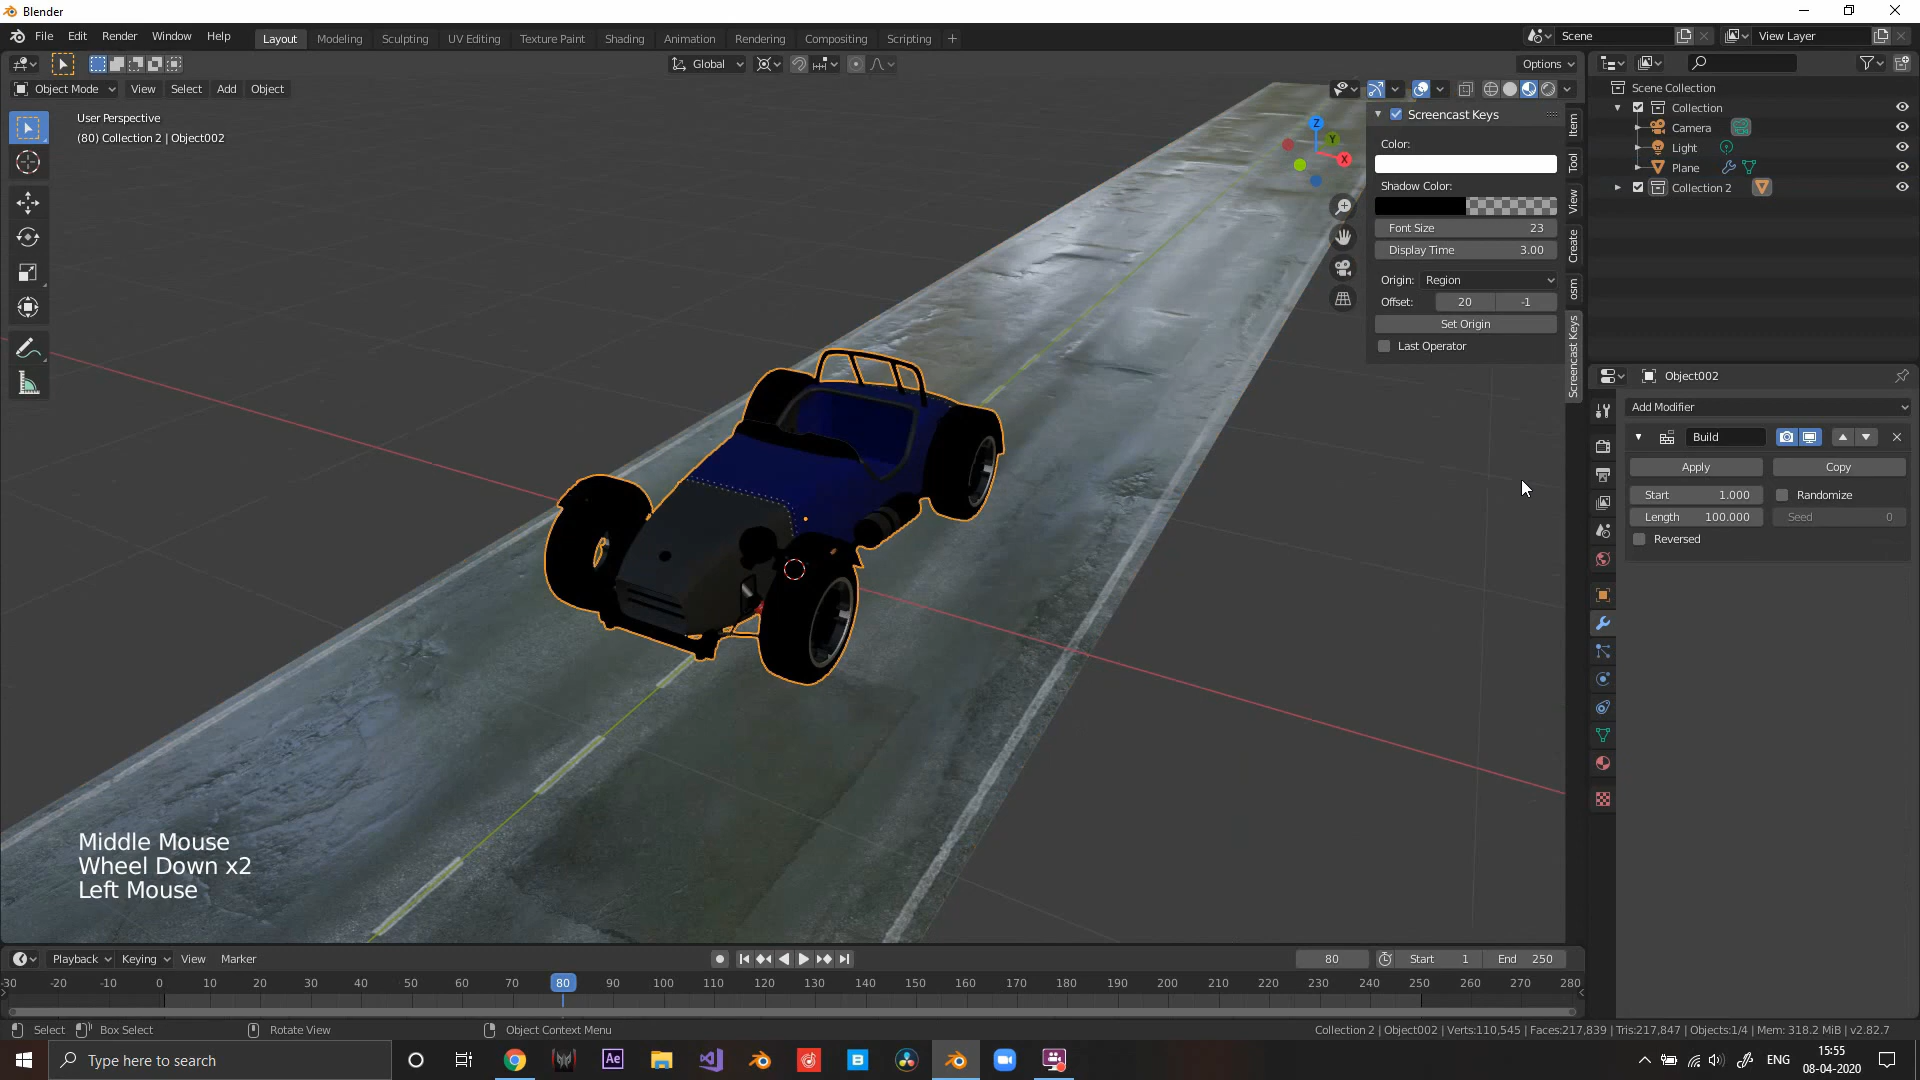 Blender
File Edit Render Window Help
Layout Modeling Sculpting UV Editing Texture Paint Shading Animation Rendering Compositing Scripting +
Scene
View Layer
Global
Options
Object Mode View Select Add Object
User Perspective
(80) Collection 2 | Object002
Z
Y
X
Screencast Keys
Color:
Shadow Color:
Font Size 23
Display Time 3.00
Origin: Region
Offset: 20 -1
Set Origin
Last Operator
Item
Tool
View
Create
osm
Screencast Keys
Scene Collection
Collection
Camera
Light
Plane
Collection 2
Object002
Add Modifier
Build
Apply Copy
Start 1.000 Randomize
Length 100.000 Seed 0
Reversed
Middle Mouse
Wheel Down x2
Left Mouse
Playback Keying View Marker
80 Start 1 End 250
-30 -20 -10 0 10 20 30 40 50 60 70 80 90 100 110 120 130 140 150 160 170 180 190 200 210 220 230 240 250 260 270 280
Select Box Select Rotate View Object Context Menu
Collection 2 | Object002 | Verts:110,545 | Faces:217,839 | Tris:217,847 | Objects:1/4 | Mem: 318.2 MiB | v2.82.7
Type here to search
Ae
B
ENG
15:55
08-04-2020